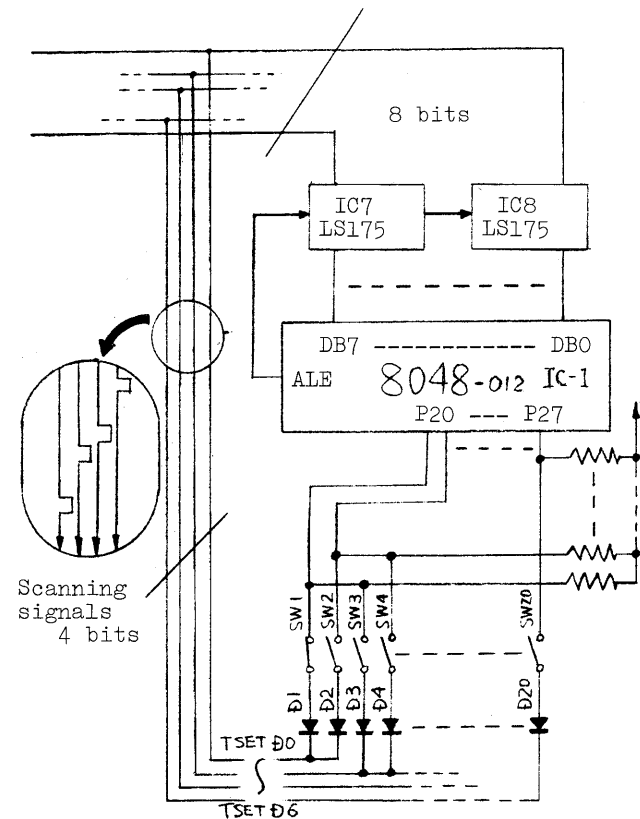 8 bits
IC7
LS175
IC8
LS175
DB7
DB0
ALE
8048-012 IC-1
P20 --- P27
Scanning
signals
4 bits
SW1
SW2
SW3
SW4
SW20
D1
D2
D3
D4
D20
TSET D0
TSET D6